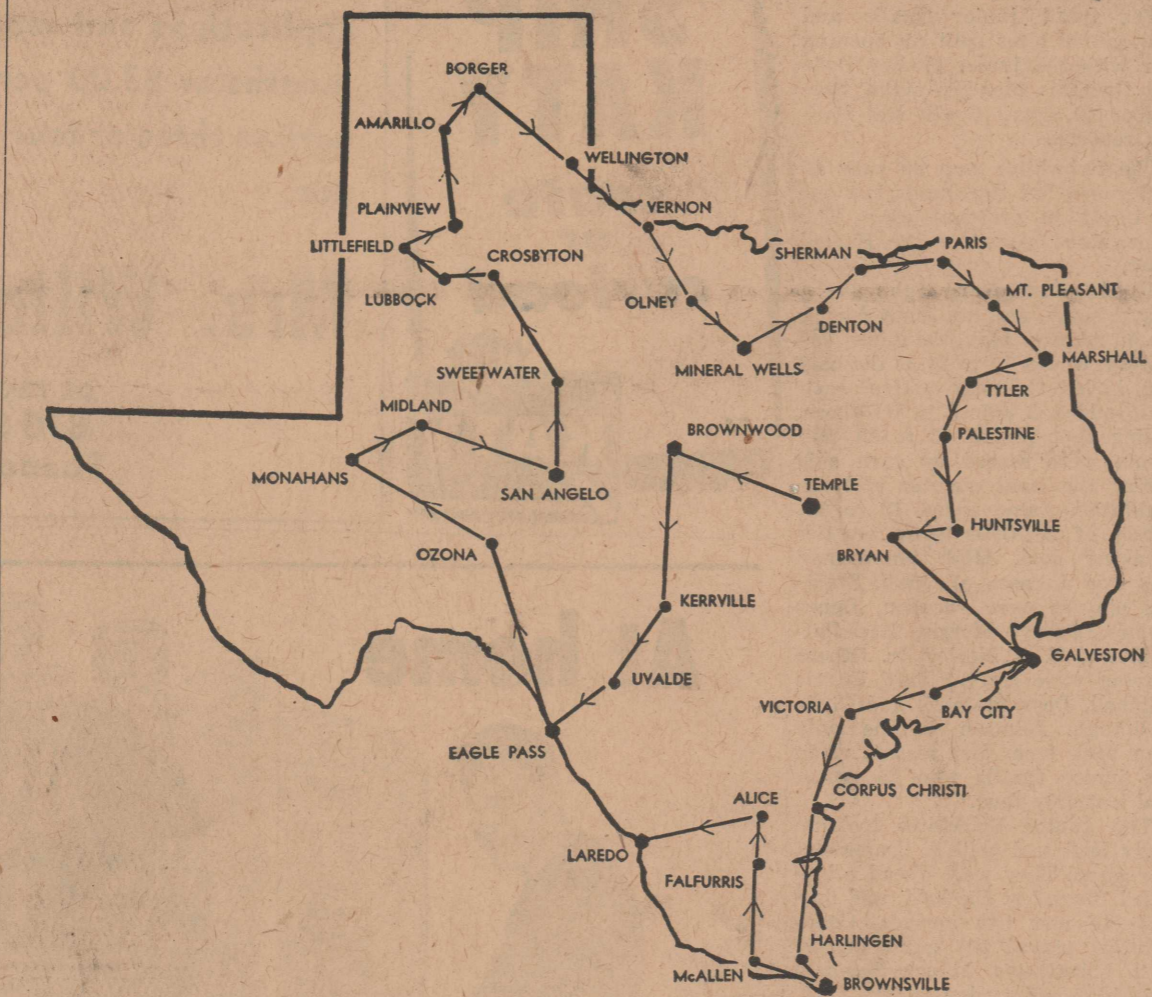 BORGER
AMARILLO
WELLINGTON
PLAINVIEW
VERNON
LITTLEFIELD
CROSBYTON
SHERMAN
PARIS
LUBBOCK
OLNEY
MT. PLEASANT
DENTON
MARSHALL
MINERAL WELLS
SWEETWATER
TYLER
MIDLAND
BROWNWOOD
PALESTINE
MONAHANS
SAN ANGELO
TEMPLE
HUNTSVILLE
OZONA
BRYAN
KERRVILLE
GALVESTON
UVALDE
VICTORIA
BAY CITY
EAGLE PASS
CORPUS CHRISTI
ALICE
LAREDO
FALFURRIS
HARLINGEN
McALLEN
BROWNSVILLE